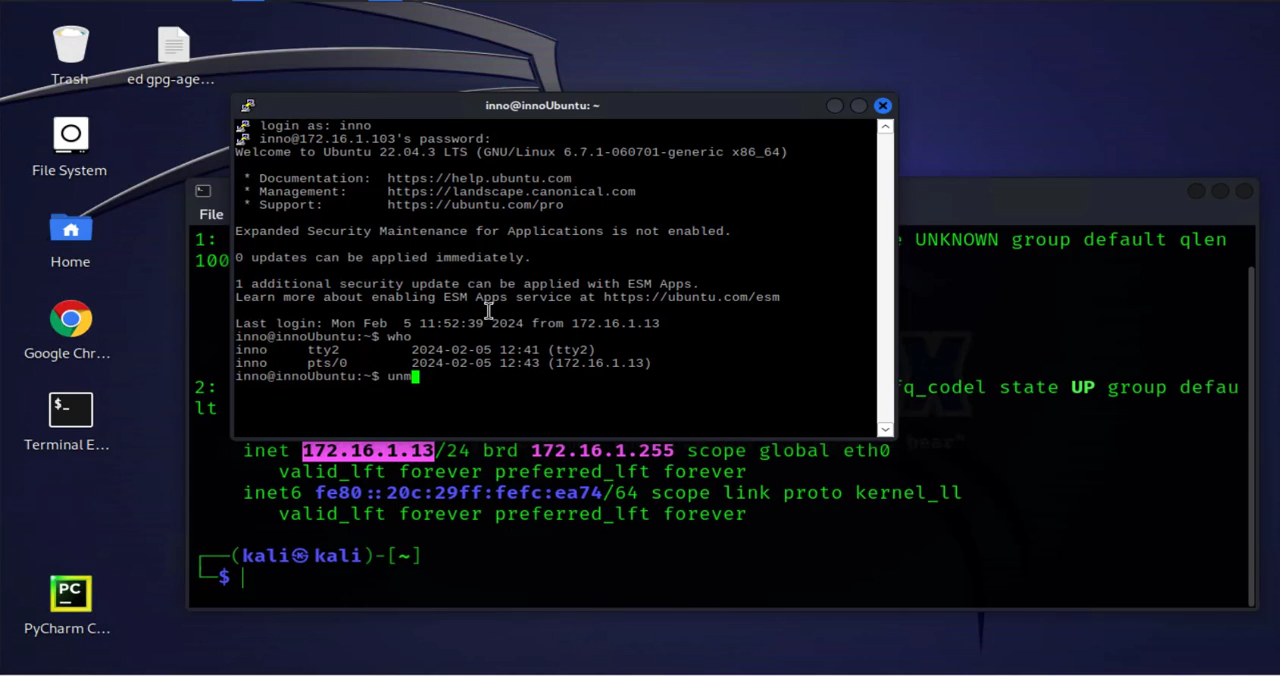 Trash
ed gpg-age...
File System
Home
Google Chr...
Terminal E...
PyCharm C...
inno@innoUbuntu: ~
login as: inno
inno@172.16.1.103's password:
Welcome to Ubuntu 22.04.3 LTS (GNU/Linux 6.7.1-060701-generic x86_64)
* Documentation: https://help.ubuntu.com
* Management: https://landscape.canonical.com
* Support: https://ubuntu.com/pro
Expanded Security Maintenance for Applications is not enabled.
0 updates can be applied immediately.
1 additional security update can be applied with ESM Apps.
Learn more about enabling ESM Apps service at https://ubuntu.com/esm
Last login: Mon Feb 5 11:52:39 2024 from 172.16.1.13
inno@innoUbuntu:~$ who
inno tty2 2024-02-05 12:41 (tty2)
inno pts/0 2024-02-05 12:43 (172.16.1.13)
inno@innoUbuntu:~$ unm
File
1: UNKNOWN group default qlen
100
2: fq_codel state UP group defau
lt
inet 172.16.1.13/24 brd 172.16.1.255 scope global eth0
valid_lft forever preferred_lft forever
inet6 fe80::20c:29ff:fefc:ea74/64 scope link proto kernel_ll
valid_lft forever preferred_lft forever
┌──(kali㉿kali)-[~]
└─$
PC